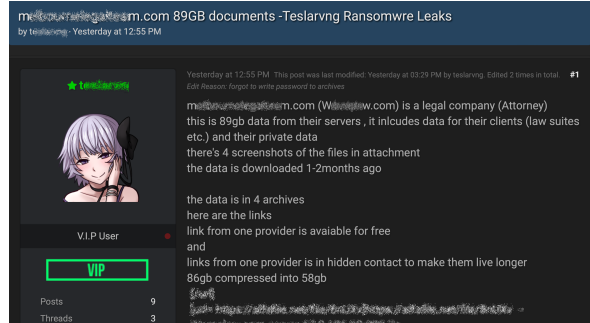 .com 89GB documents -Teslarvng Ransomwre Leaks
by - Yesterday at 12:55 PM
Yesterday at 12:55 PM This post was last modified: Yesterday at 03:29 PM by teslarvng. Edited 2 times in total. #1
Edit Reason: forgot to write password to archives
.com ( .com) is a legal company (Attorney)
this is 89gb data from their servers , it inlcudes data for their clients (law suites
etc.) and their private data
there's 4 screenshots of the files in attachment
the data is downloaded 1-2months ago
the data is in 4 archives
here are the links
link from one provider is avaiable for free
and
links from one provider is in hidden contact to make them live longer
86gb compressed into 58gb
V.I.P User
VIP
Posts 9
Threads 3